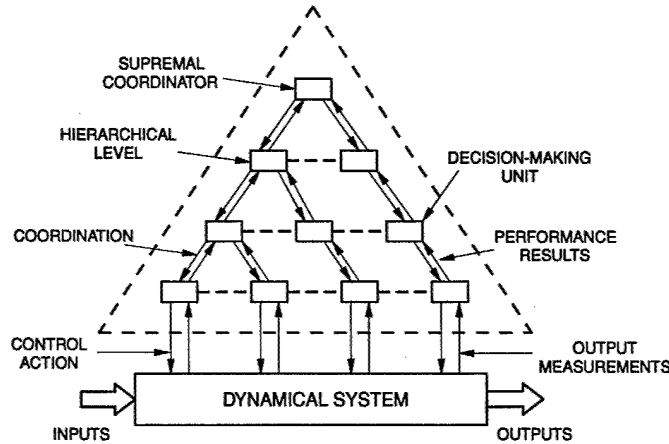 SUPREMAL
COORDINATOR
HIERARCHICAL
LEVEL
DECISION-MAKING
UNIT
COORDINATION
PERFORMANCE
RESULTS
CONTROL
ACTION
OUTPUT
MEASUREMENTS
DYNAMICAL SYSTEM
INPUTS
OUTPUTS